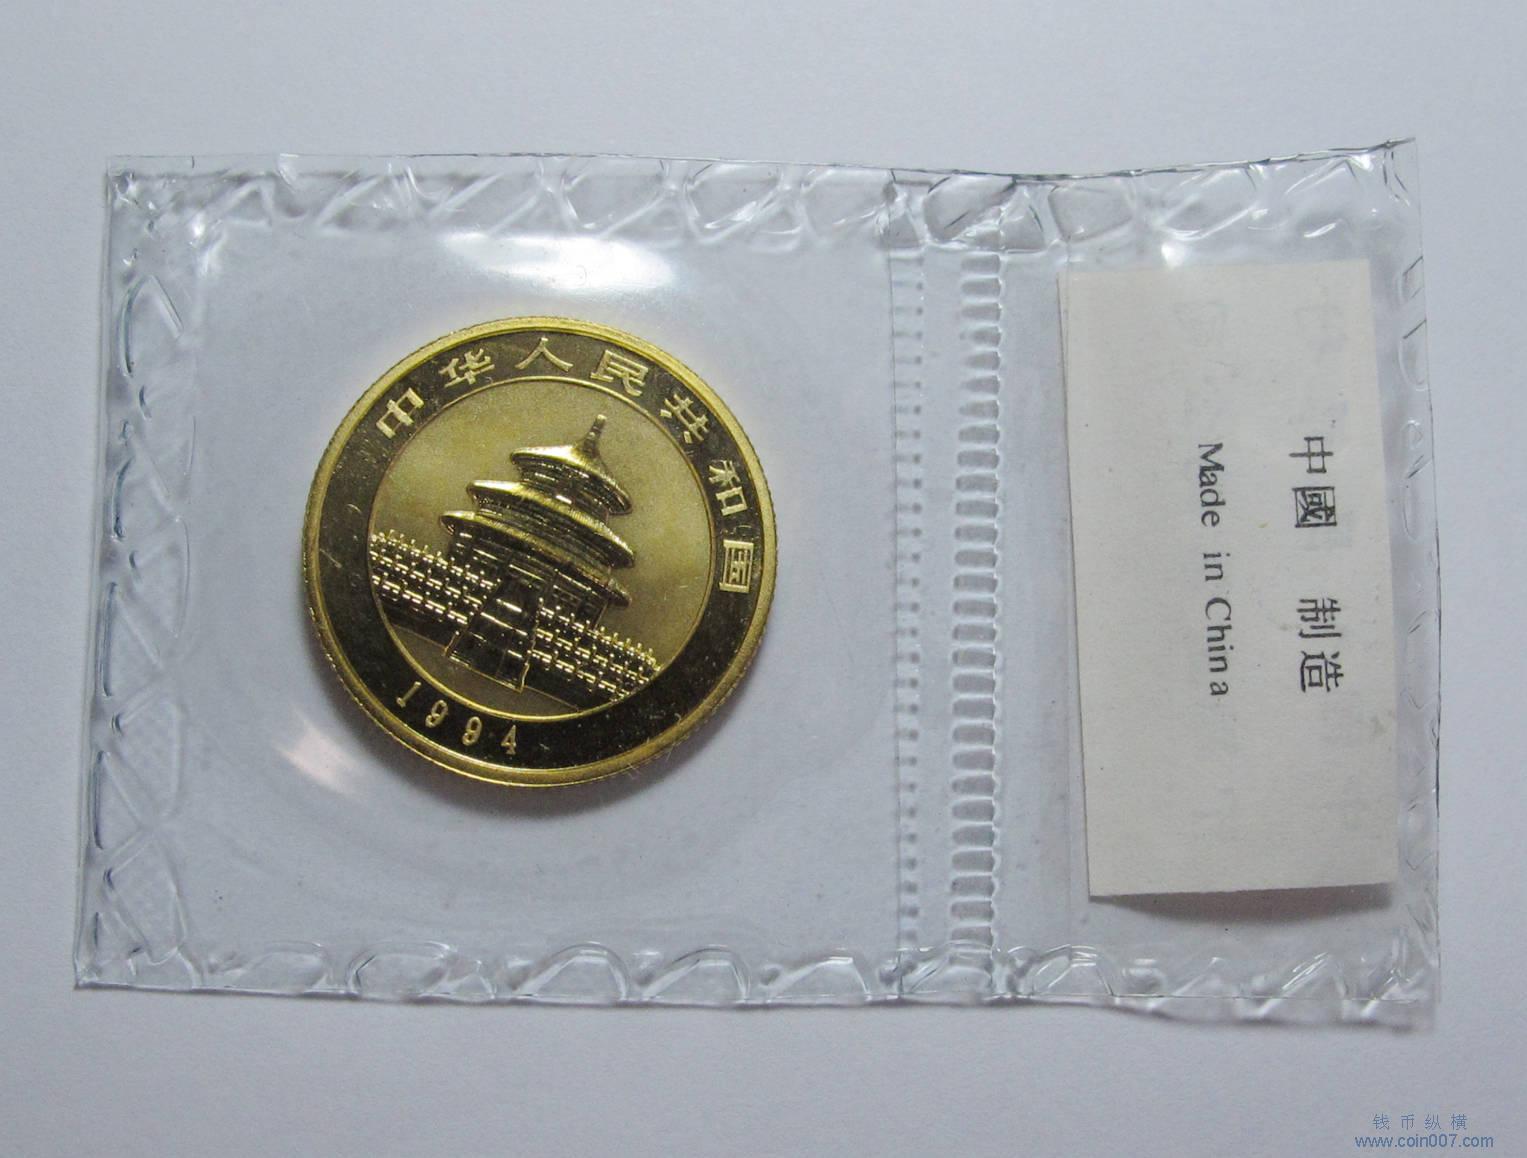 中华人民共和国
1994
中國 制造
Made in China
钱币纵横
www.coin007.com